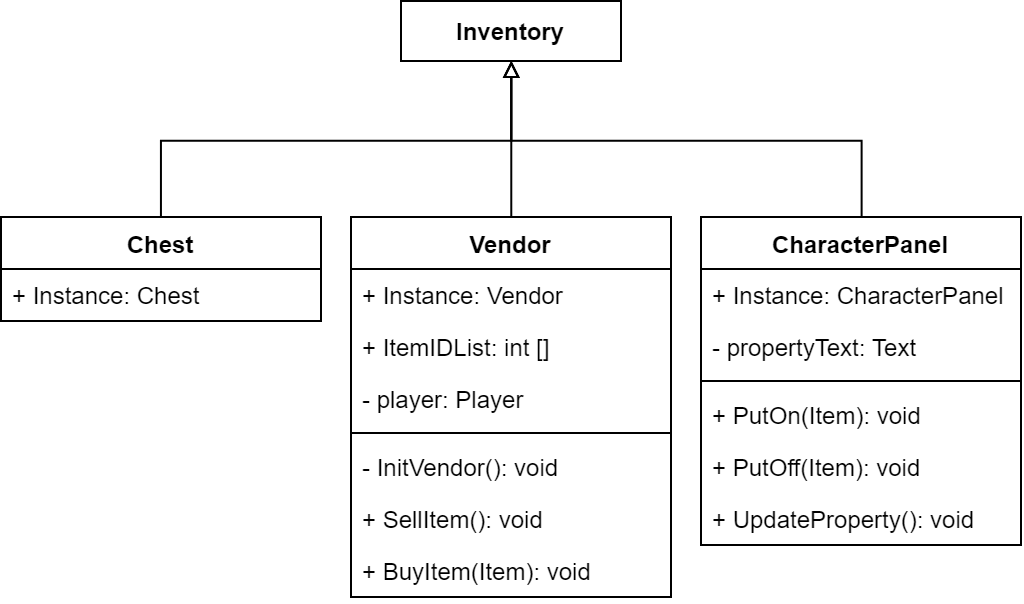 Inventory
Chest
+ Instance: Chest
Vendor
+ Instance: Vendor
+ ItemIDList: int []
- player: Player
- InitVendor(): void
+ SellItem(): void
+ BuyItem(Item): void
CharacterPanel
+ Instance: CharacterPanel
- propertyText: Text
+ PutOn(Item): void
+ PutOff(Item): void
+ UpdateProperty(): void